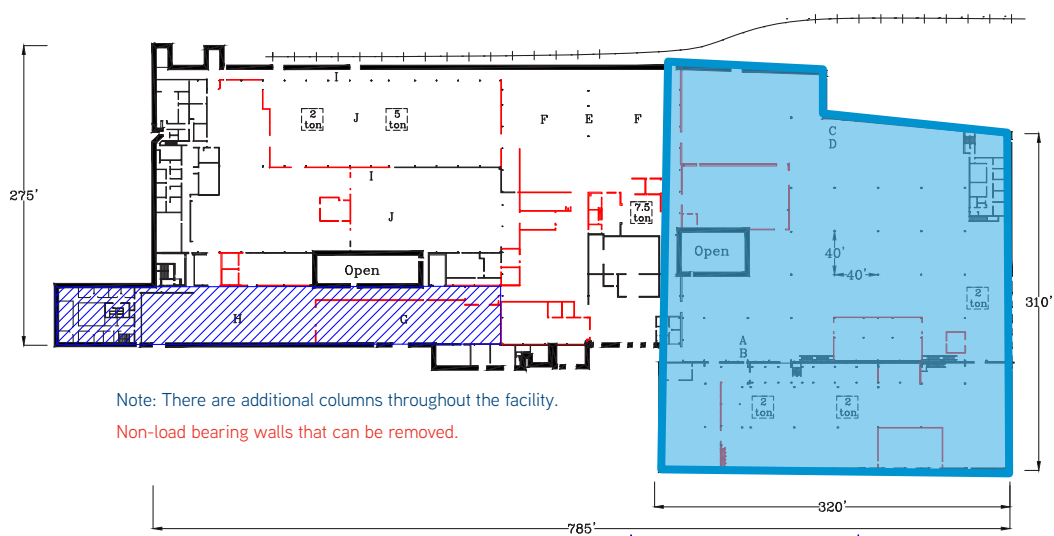 I
2
ton
J
5
ton
F
E
F
C
D
275'
I
J
7.5
ton
Open
Open
40'
40'
2
ton
310'
H
G
A
B
Note: There are additional columns throughout the facility.
2
ton
2
ton
Non-load bearing walls that can be removed.
320'
785'